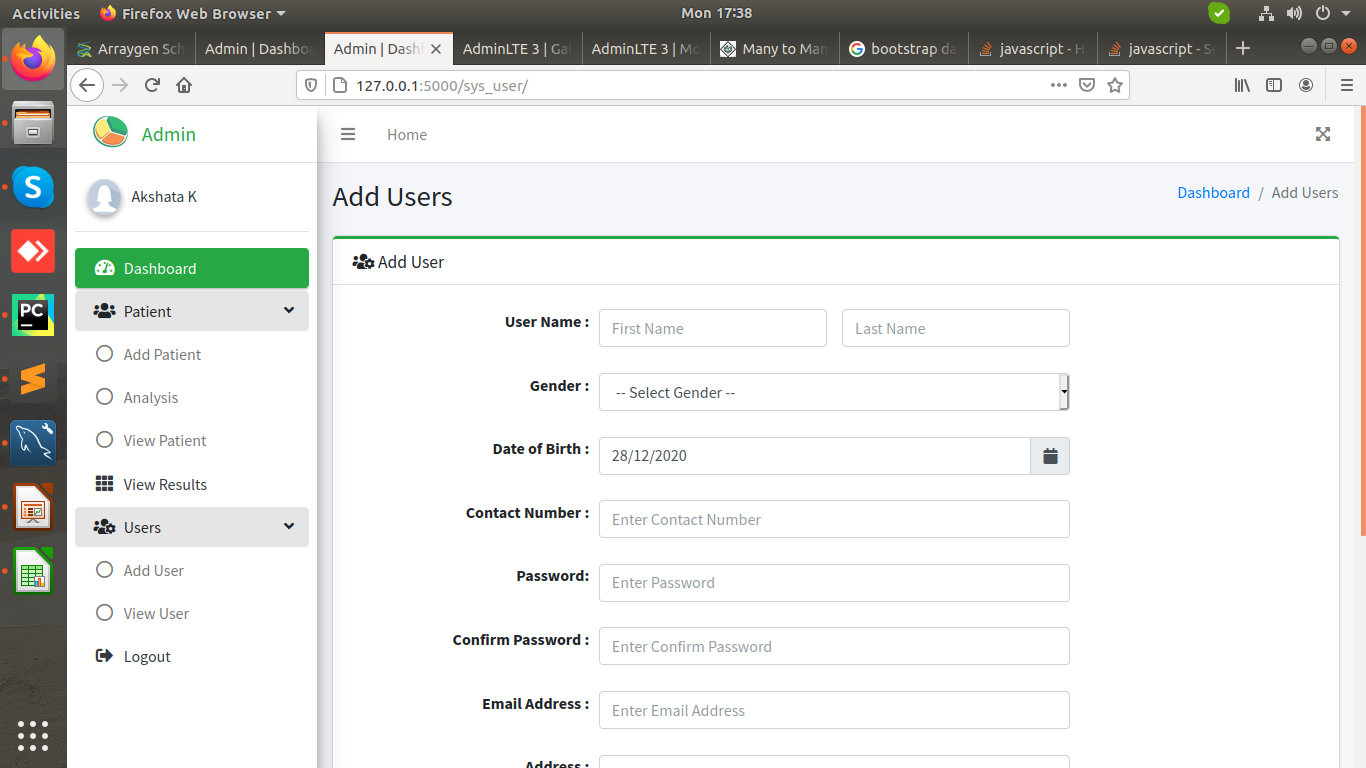 Activities
Firefox Web Browser
Mon 17:38
Arraygen Sch
Admin | Dashboa
Admin | Dash
AdminLTE 3 | Ga
AdminLTE 3 | Mo
Many to Man
bootstrap da
javascript - H
javascript - Se
127.0.0.1:5000/sys_user/
Admin
Home
Akshata K
Add Users
Dashboard / Add Users
Dashboard
Patient
Add Patient
Analysis
View Patient
View Results
Users
Add User
View User
Logout
Add User
User Name :
First Name
Last Name
Gender :
-- Select Gender --
Date of Birth :
28/12/2020
Contact Number :
Enter Contact Number
Password:
Enter Password
Confirm Password :
Enter Confirm Password
Email Address :
Enter Email Address
Address :
S
PC
G